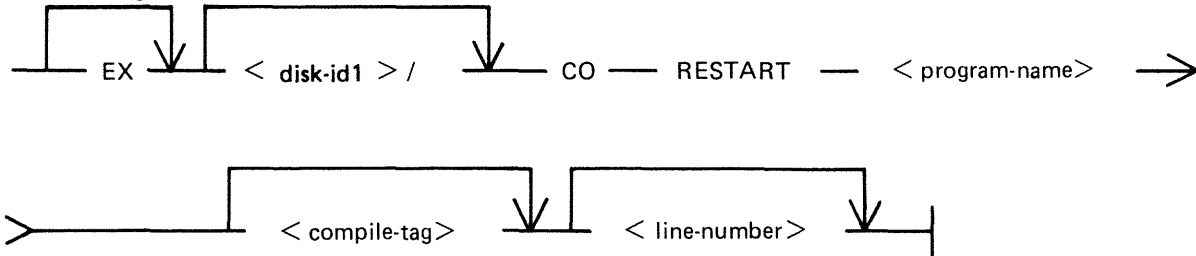 EX < disk-id1 > / CO RESTART < program-name >
< compile-tag > < line-number >